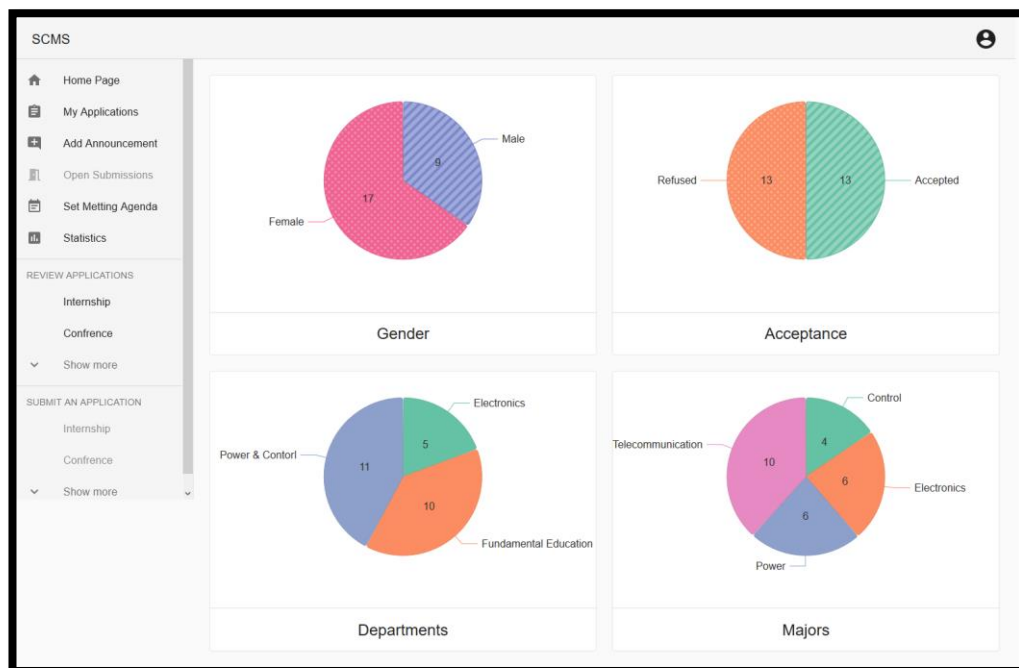 SCMS
Home Page
My Applications
Add Announcement
Open Submissions
Set Metting Agenda
Statistics
REVIEW APPLICATIONS
Internship
Confrence
Show more
SUBMIT AN APPLICATION
Internship
Confrence
Show more
Male
9
17
Female
Gender
Refused
13
13
Accepted
Acceptance
Electronics
5
Power & Contorl
11
10
Fundamental Education
Departments
Control
4
Telecommunication
10
6
Electronics
6
Power
Majors